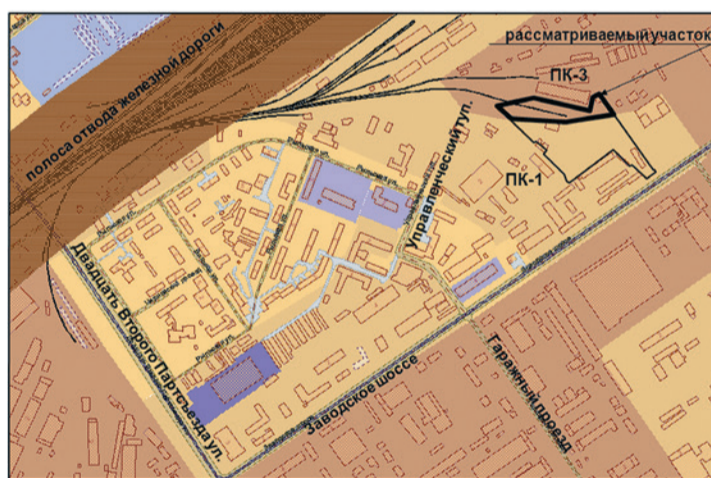 рассматриваемый участок
ПК-3
полоса отвода железной дороги
Управленческий туп.
ПК-1
Двадцать Второго Партсъезда ул.
Заводское шоссе
Гаражный проезд